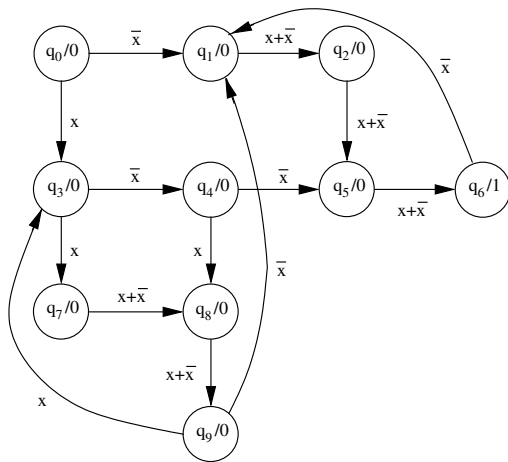 q₀/0 x̅ q₁/0 x+x̅ q₂/0
x̅
x x+x̅
q₃/0 x̅ q₄/0 x̅ q₅/0 x+x̅ q₆/1
x x x̅
q₇/0 x+x̅ q₈/0
x+x̅
x
q₉/0